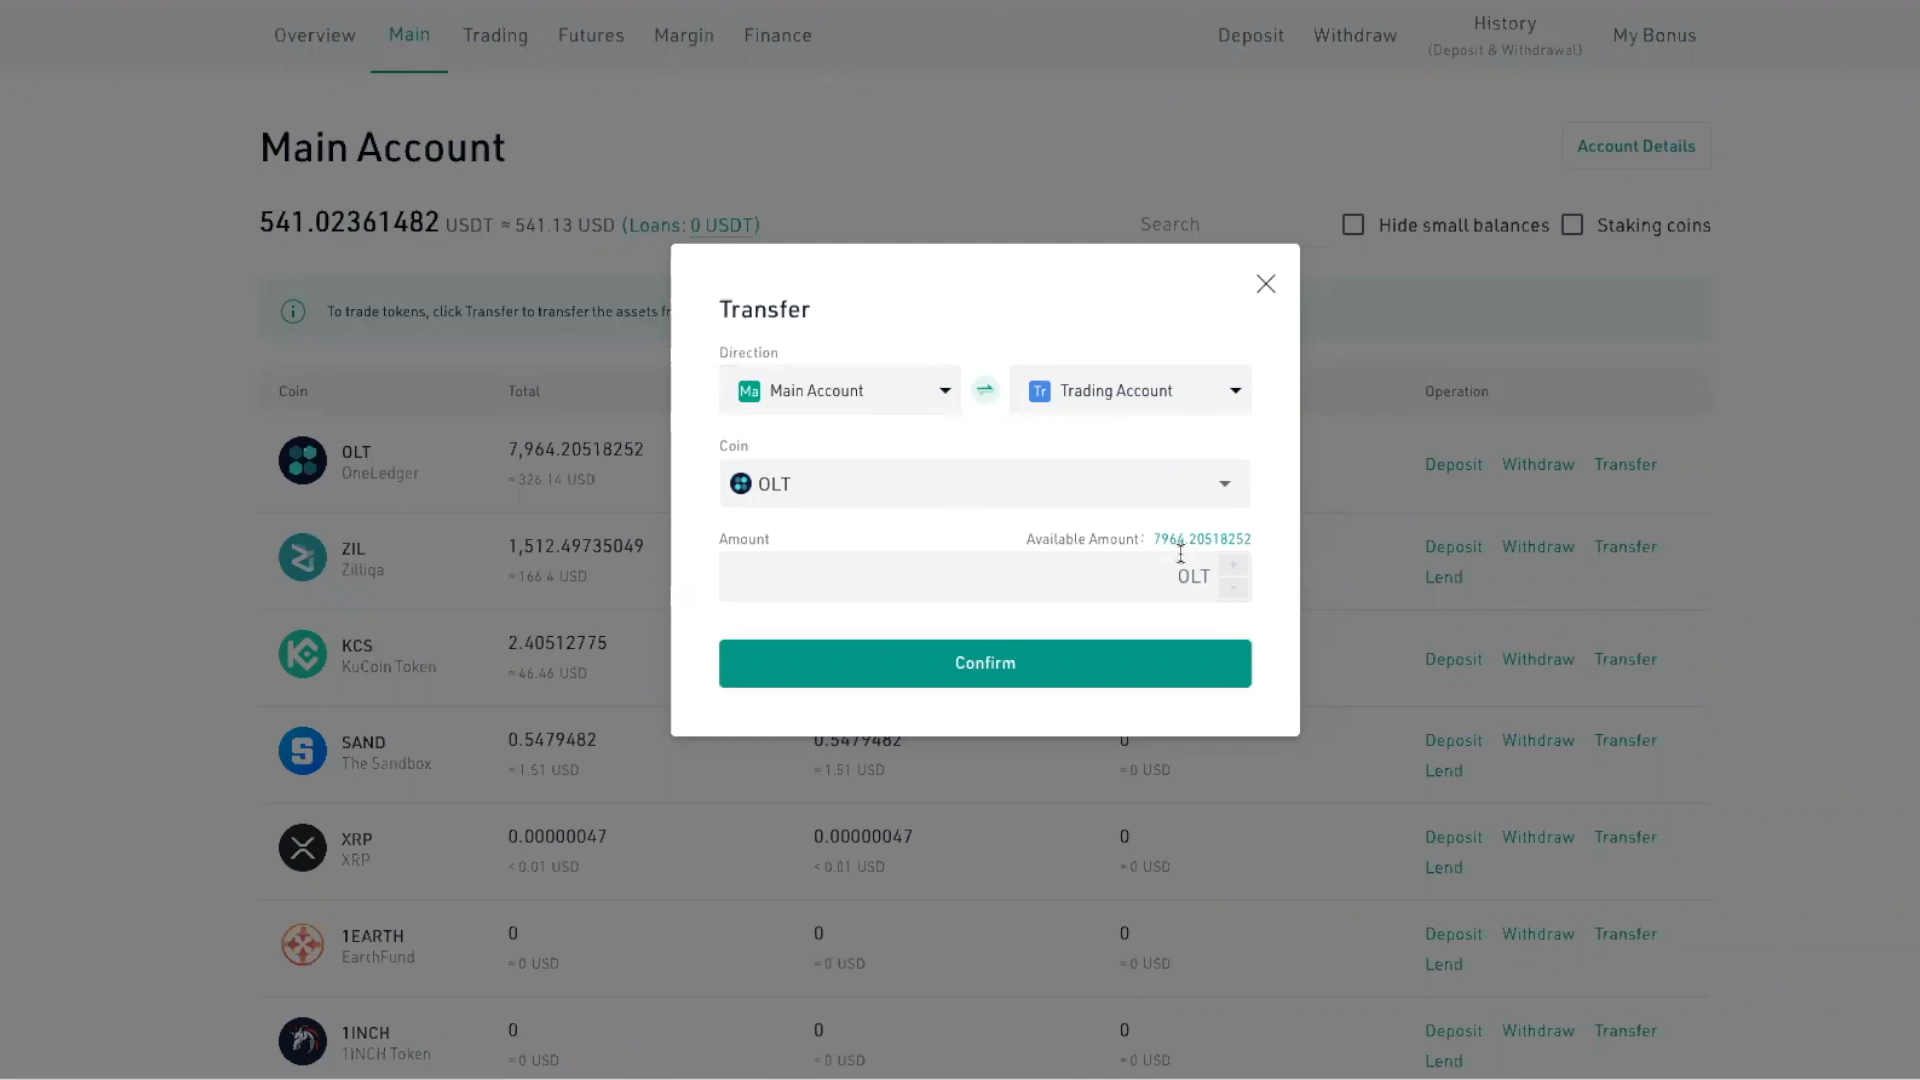 Overview Main Trading Futures Margin Finance Deposit Withdraw History (Deposit & Withdrawal) My Bonus
Main Account
Account Details
541.02361482 USDT ≈ 541.13 USD (Loans: 0 USDT)
Search
Hide small balances
Staking coins
To trade tokens, click Transfer to transfer the assets
Coin Total Operation
OLT
OneLedger
7,964.20518252
≈ 326.14 USD
Deposit Withdraw Transfer
ZIL
Zilliqa
1,512.49735049
≈ 166.4 USD
Deposit Withdraw Transfer
Lend
KCS
KuCoin Token
2.40512775
≈ 46.46 USD
Deposit Withdraw Transfer
SAND
The Sandbox
0.5479482
≈ 1.51 USD
0.5479482
≈ 1.51 USD
0
≈ 0 USD
Deposit Withdraw Transfer
Lend
XRP
XRP
0.00000047
< 0.01 USD
0.00000047
< 0.01 USD
0
≈ 0 USD
Deposit Withdraw Transfer
Lend
1EARTH
EarthFund
0
≈ 0 USD
0
≈ 0 USD
0
≈ 0 USD
Deposit Withdraw Transfer
Lend
1INCH
1INCH Token
0
≈ 0 USD
0
≈ 0 USD
0
≈ 0 USD
Deposit Withdraw Transfer
Lend
Transfer
Direction
Ma Main Account
Tr Trading Account
Coin
OLT
Amount
Available Amount: 7964.20518252
OLT
+
-
Confirm